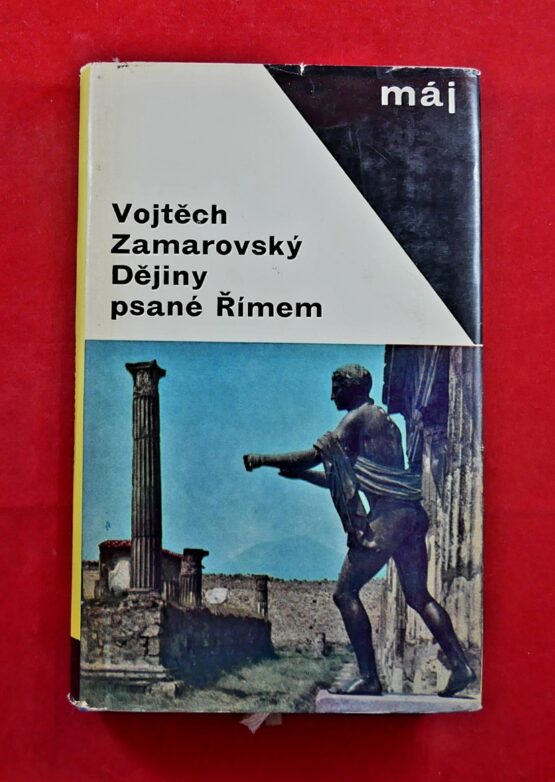 máj
Vojtěch
Zamarovský
Dějiny
psané Římem